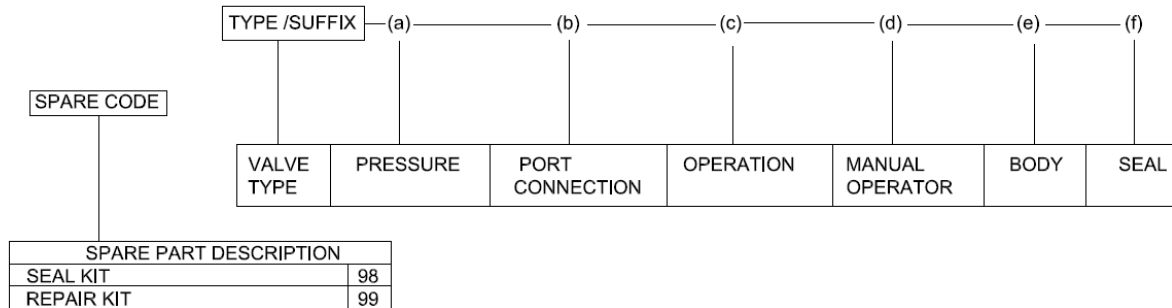 TYPE /SUFFIX (a) (b) (c) (d) (e) (f)
SPARE CODE
VALVE TYPE
PRESSURE
PORT CONNECTION
OPERATION
MANUAL OPERATOR
BODY
SEAL
SPARE PART DESCRIPTION
SEAL KIT 98
REPAIR KIT 99